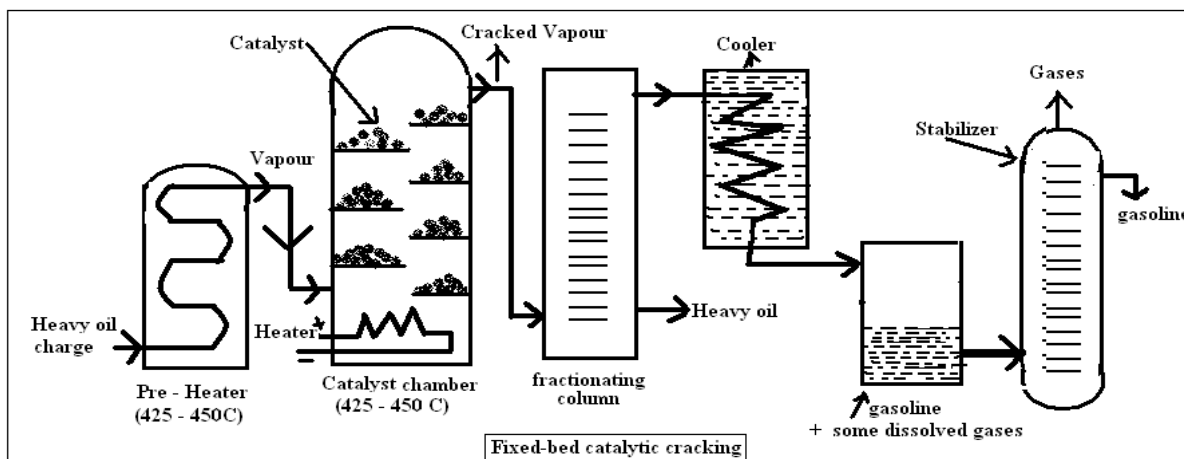 Catalyst
Cracked Vapour
Cooler
Gases
Stabilizer
Vapour
gasoline
Heavy oil
charge
Heater
+
-
Heavy oil
Pre - Heater
(425 - 450C)
Catalyst chamber
(425 - 450 C)
fractionating
column
gasoline
+ some dissolved gases
Fixed-bed catalytic cracking